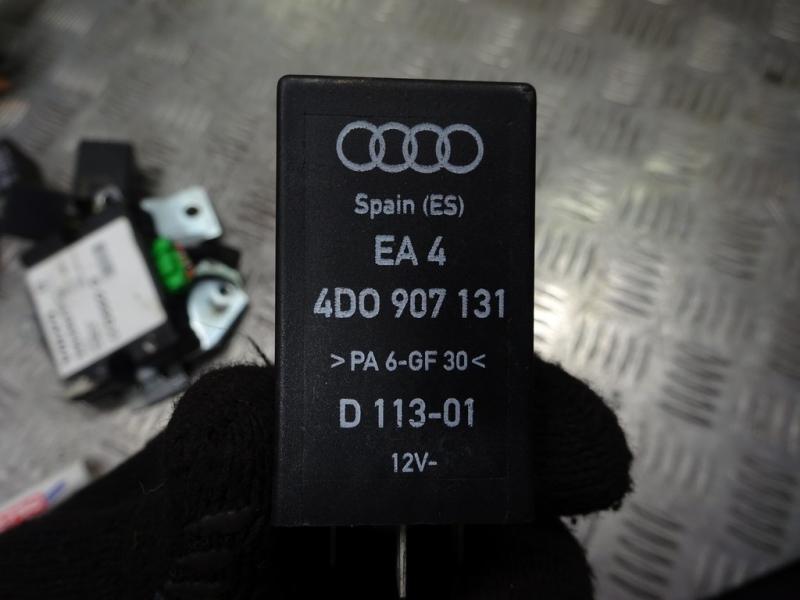 Spain (ES)
EA 4
4D0 907 131
>PA 6-GF 30<
D 113-01
12V-